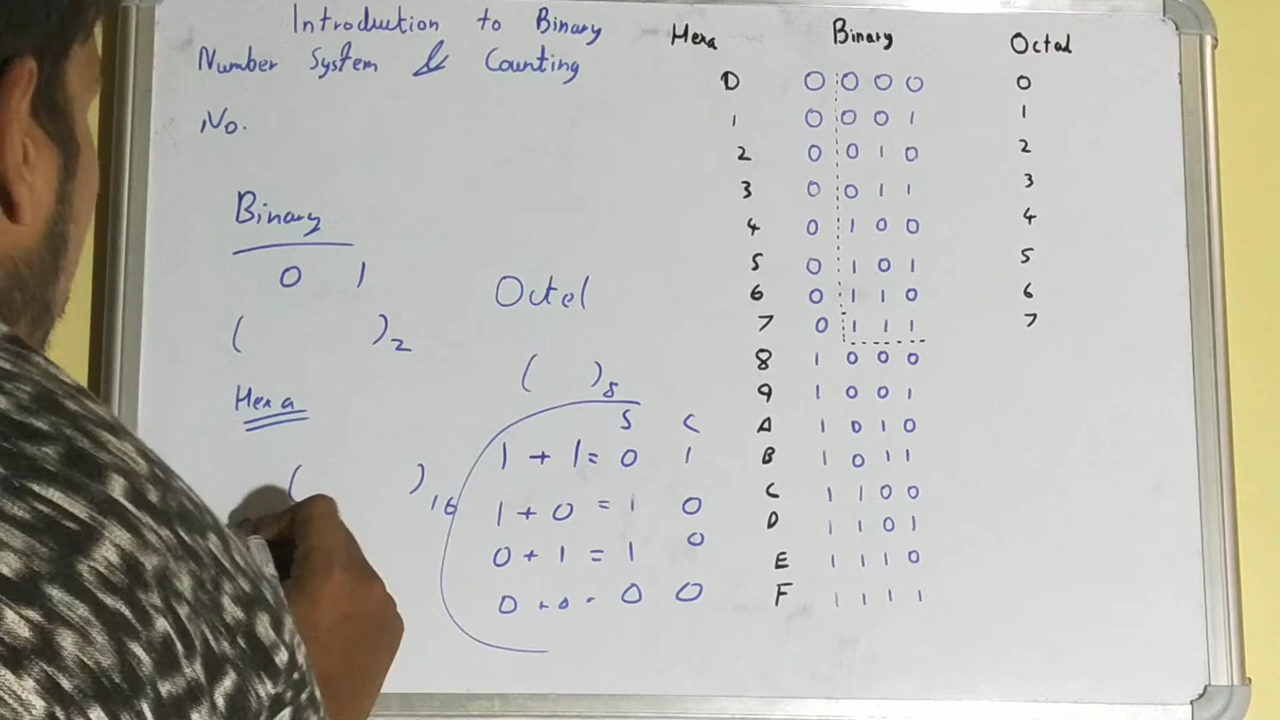 Introduction to Binary
Number System & Counting
No.
Binary
0 1
( )2
Hexa
( )16
Octel
( )8
S C
1 + 1 = 0 1
1 + 0 = 1 0
0 + 1 = 1 0
0 + 0 = 0 0
Hexa Binary Octal
0 0 0 0 0 0
1 0 0 0 1 1
2 0 0 1 0 2
3 0 0 1 1 3
4 0 1 0 0 4
5 0 1 0 1 5
6 0 1 1 0 6
7 0 1 1 1 7
8 1 0 0 0
9 1 0 0 1
A 1 0 1 0
B 1 0 1 1
C 1 1 0 0
D 1 1 0 1
E 1 1 1 0
F 1 1 1 1